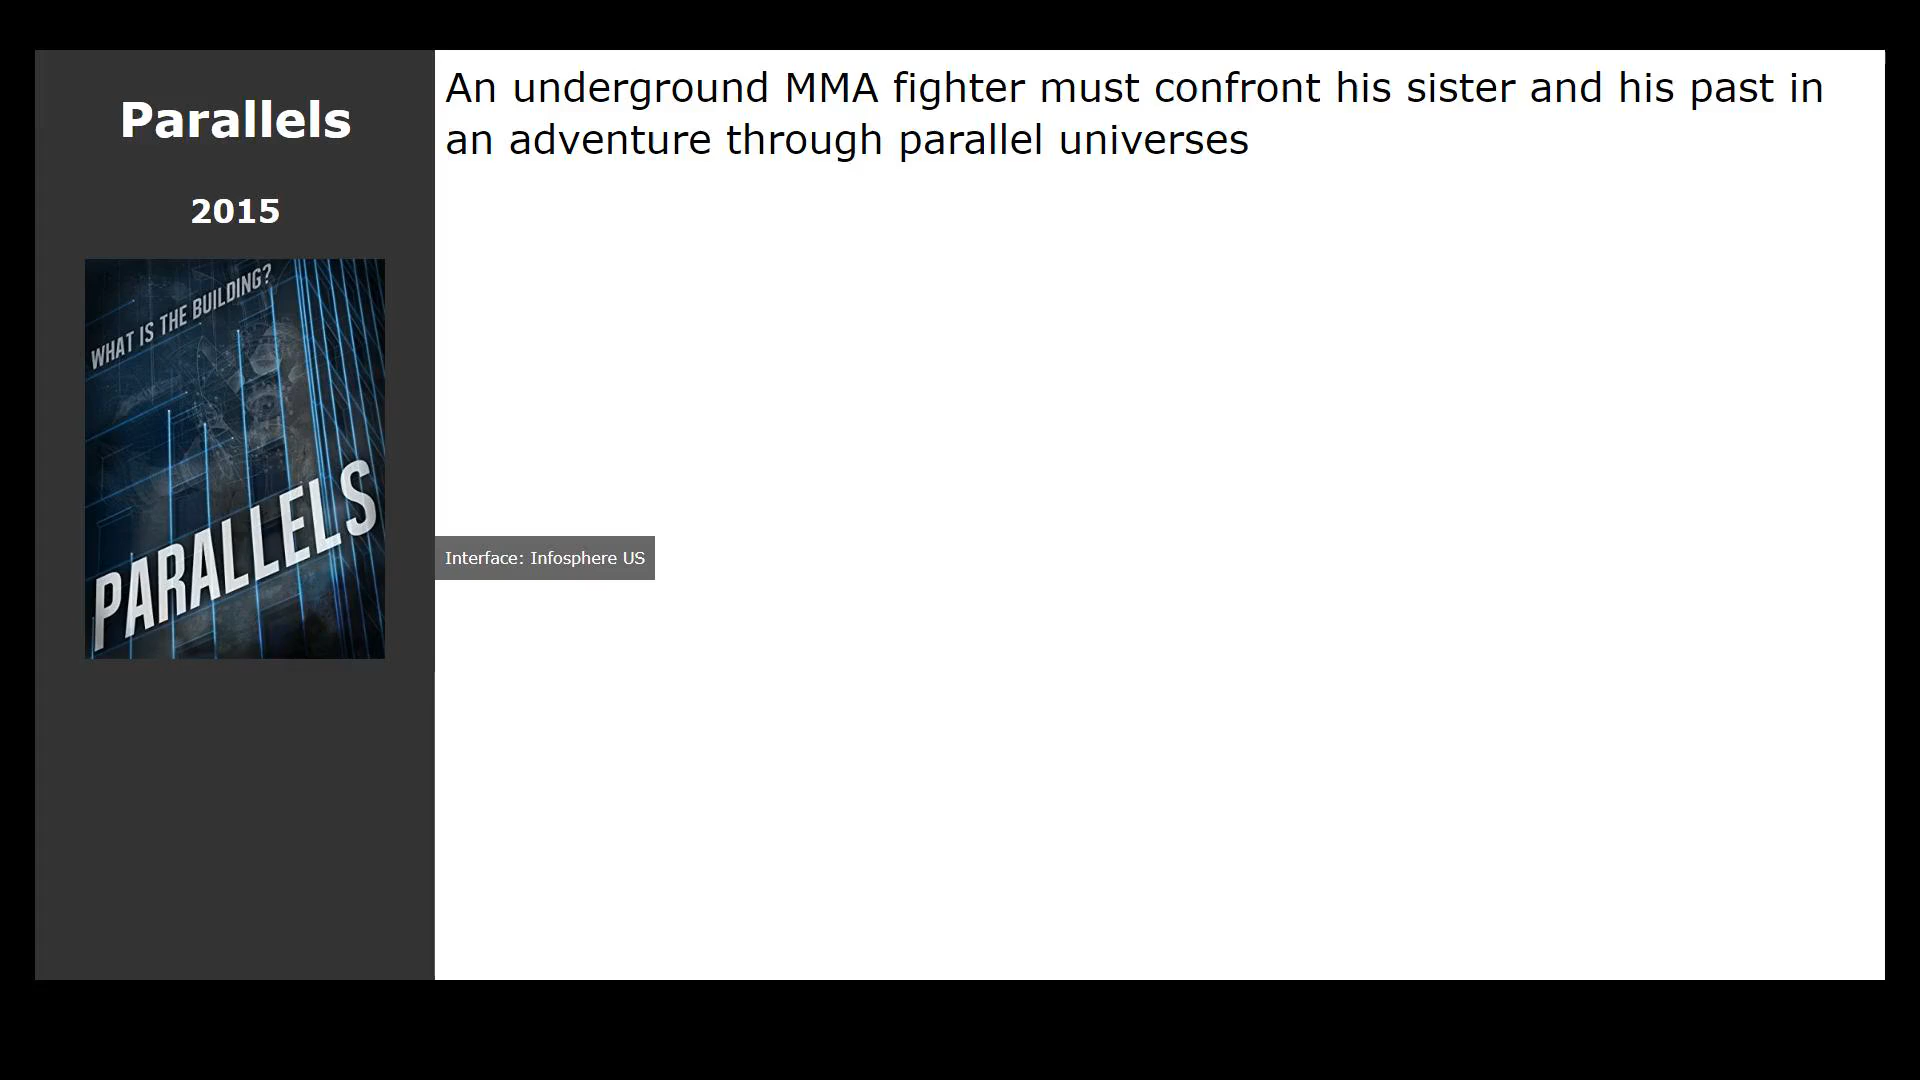 Parallels
2015
WHAT IS THE BUILDING?
PARALLELS
An underground MMA fighter must confront his sister and his past in
an adventure through parallel universes
Interface: Infosphere US